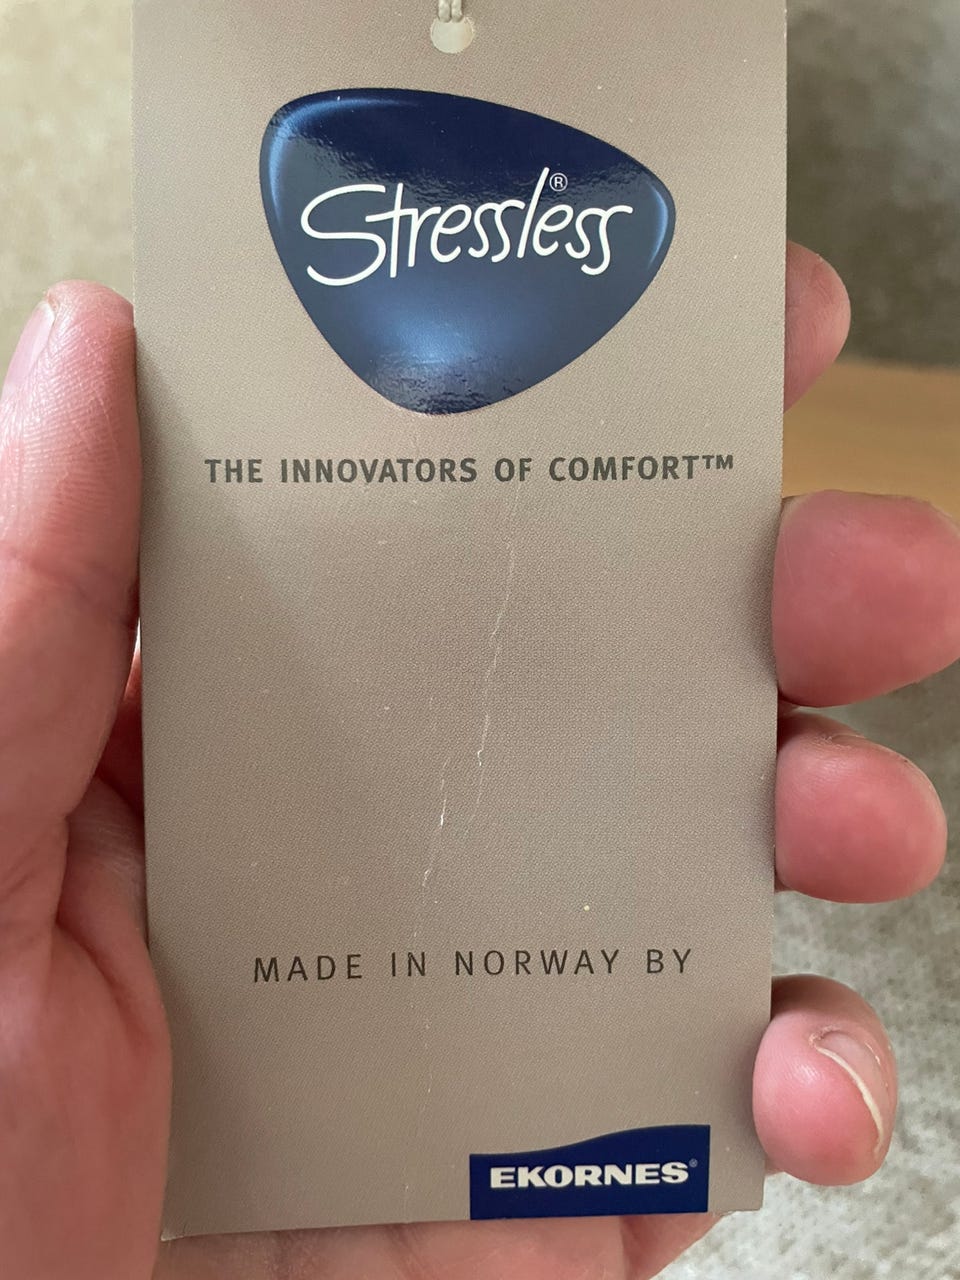 Stressless®
THE INNOVATORS OF COMFORT™
MADE IN NORWAY BY
EKORNES®